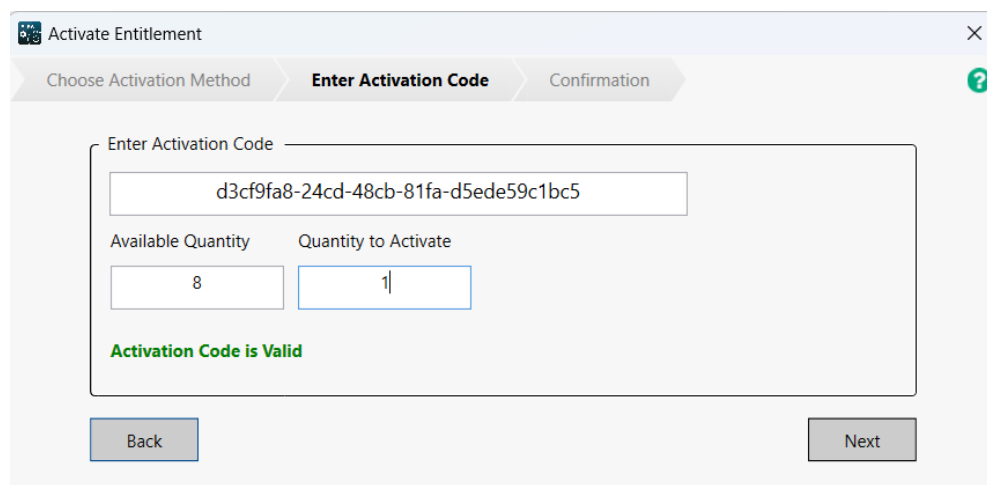 Activate Entitlement
Choose Activation Method Enter Activation Code Confirmation ?
Enter Activation Code
d3cf9fa8-24cd-48cb-81fa-d5ede59c1bc5
Available Quantity Quantity to Activate
8 1
Activation Code is Valid
Back Next